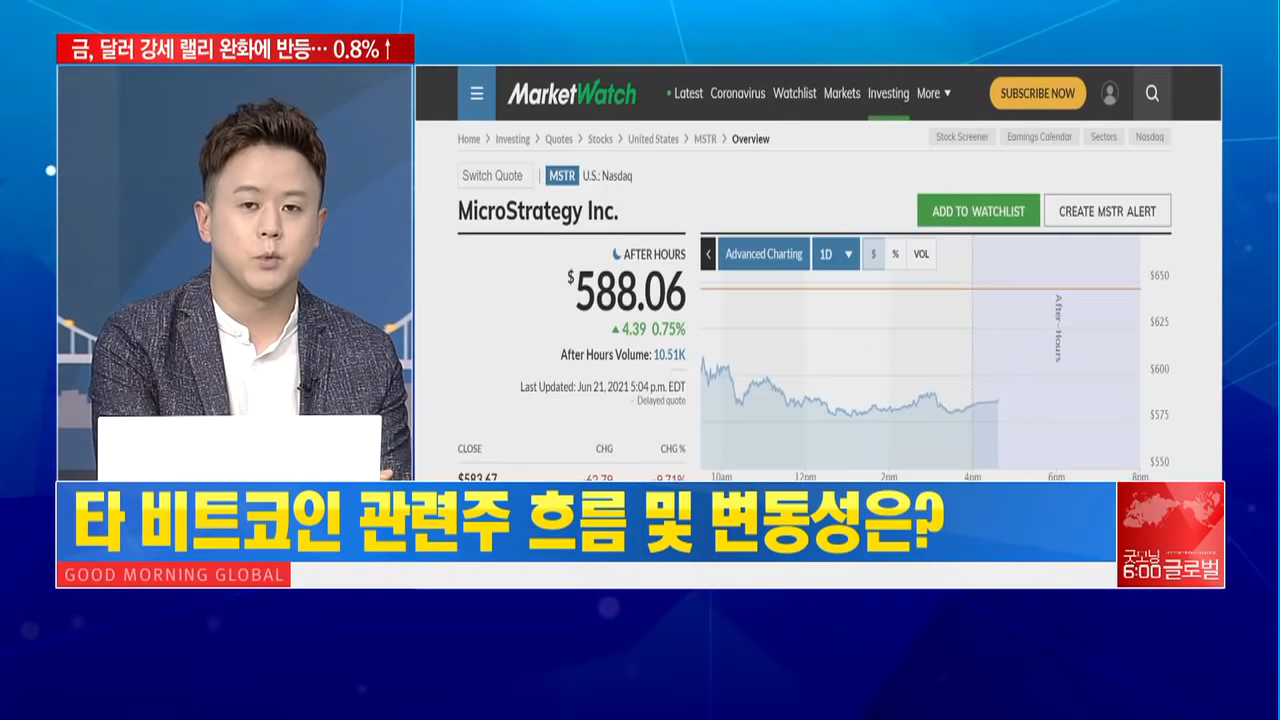 금, 달러 강세 랠리 완화에 반등… 0.8%↑
MarketWatch
Latest Coronavirus Watchlist Markets Investing More ▼
SUBSCRIBE NOW
Home > Investing > Quotes > Stocks > United States > MSTR > Overview
Stock Screener Earnings Calendar Sectors Nasdaq
Switch Quote | MSTR U.S.: Nasdaq
MicroStrategy Inc.
ADD TO WATCHLIST CREATE MSTR ALERT
AFTER HOURS
$588.06
▲ 4.39 0.75%
After Hours Volume: 10.51K
Last Updated: Jun 21, 2021 5:04 p.m. EDT
- Delayed quote
CLOSE CHG CHG %
$583.67 -62.79 -9.71%
Advanced Charting 1D ▼ $ % VOL
$650
$625
$600
$575
$550
After-Hours
10am 12pm 2pm 4pm 6pm 8pm
타 비트코인 관련주 흐름 및 변동성은?
GOOD MORNING GLOBAL
굿모닝
6:00 글로벌